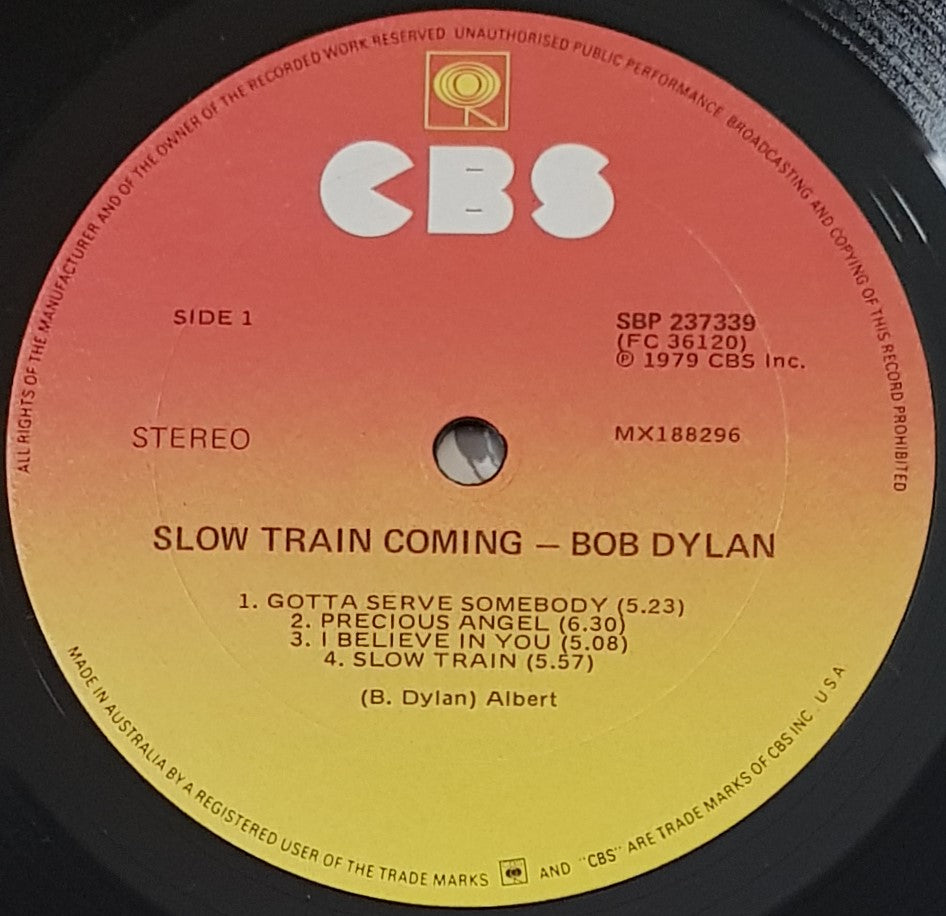 ALL RIGHTS OF THE MANUFACTURER AND OF THE OWNER OF THE RECORDED WORK RESERVED UNAUTHORISED PUBLIC PERFORMANCE BROADCASTING AND COPYING OF THIS RECORD PROHIBITED
CBS
SIDE 1
SBP 237339
(FC 36120)
℗ 1979 CBS Inc.
STEREO
MX188296
SLOW TRAIN COMING — BOB DYLAN
1. GOTTA SERVE SOMEBODY (5.23)
2. PRECIOUS ANGEL (6.30)
3. I BELIEVE IN YOU (5.08)
4. SLOW TRAIN (5.57)
(B. Dylan) Albert
MADE IN AUSTRALIA BY A REGISTERED USER OF THE TRADE MARKS AND "CBS" ARE TRADE MARKS OF CBS INC. U S A